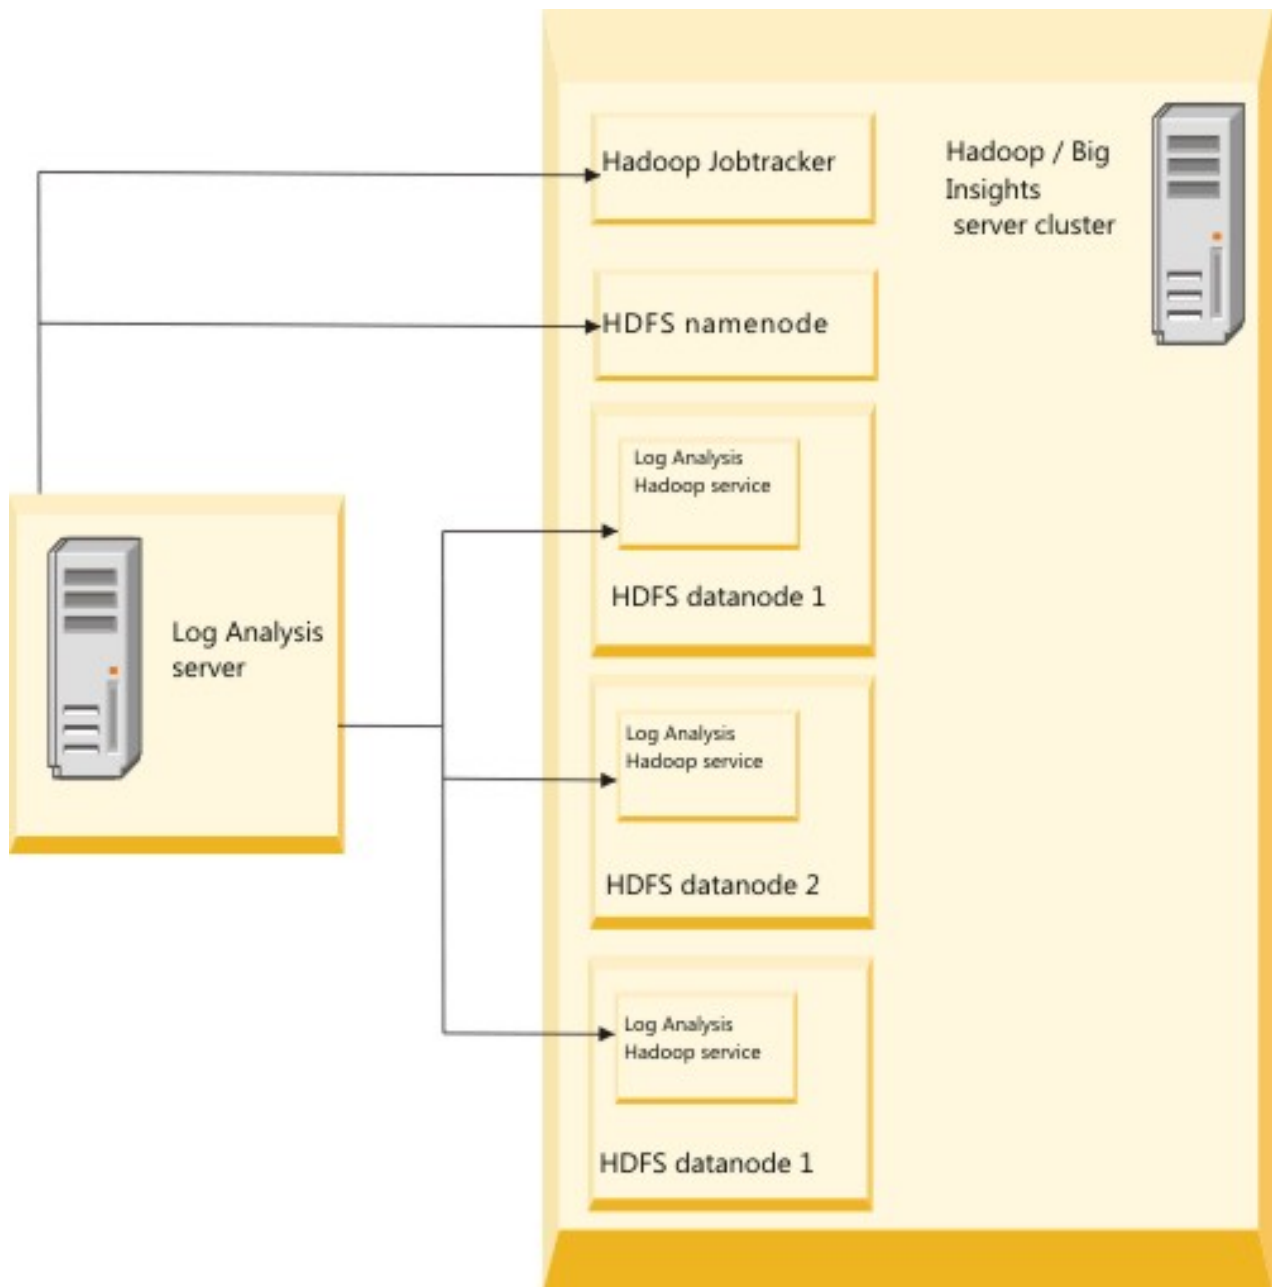 Hadoop Jobtracker
Hadoop / Big
Insights
server cluster
HDFS namenode
Log Analysis
Hadoop service
HDFS datanode 1
Log Analysis
server
Log Analysis
Hadoop service
HDFS datanode 2
Log Analysis
Hadoop service
HDFS datanode 1